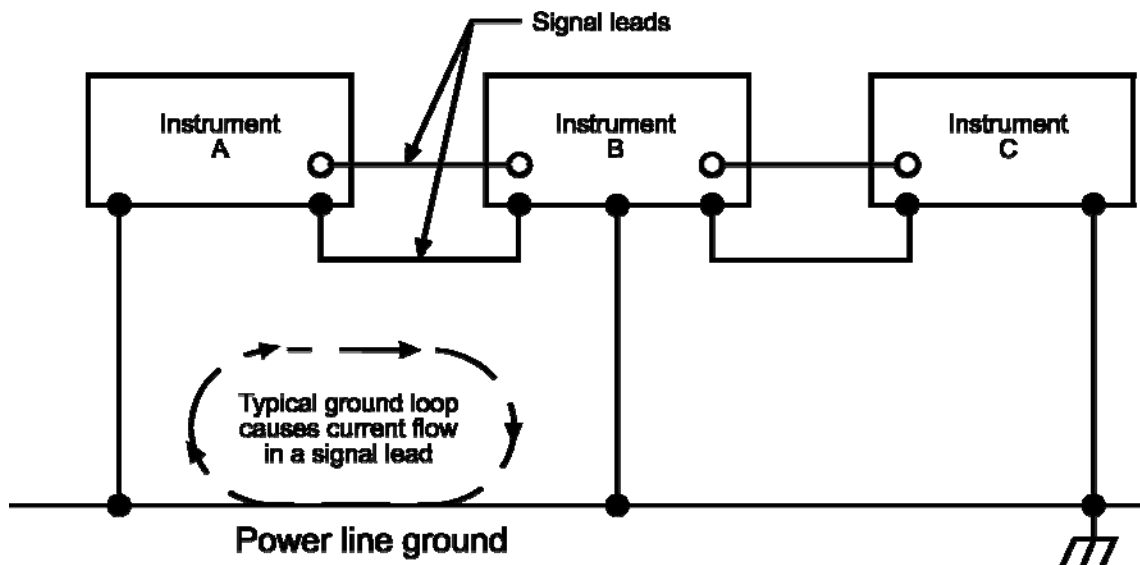 Signal leads
Instrument
A
Instrument
B
Instrument
C
Typical ground loop
causes current flow
in a signal lead
Power line ground